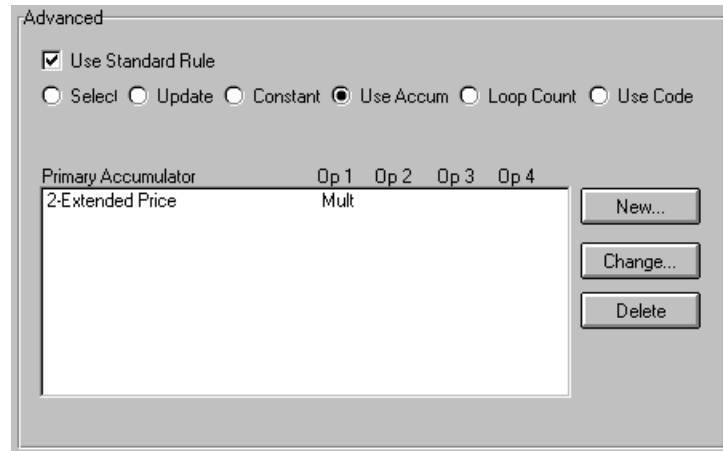 Advanced
Use Standard Rule
Select Update Constant Use Accum Loop Count Use Code
Primary Accumulator Op 1 Op 2 Op 3 Op 4
2-Extended Price Mult
New...
Change...
Delete